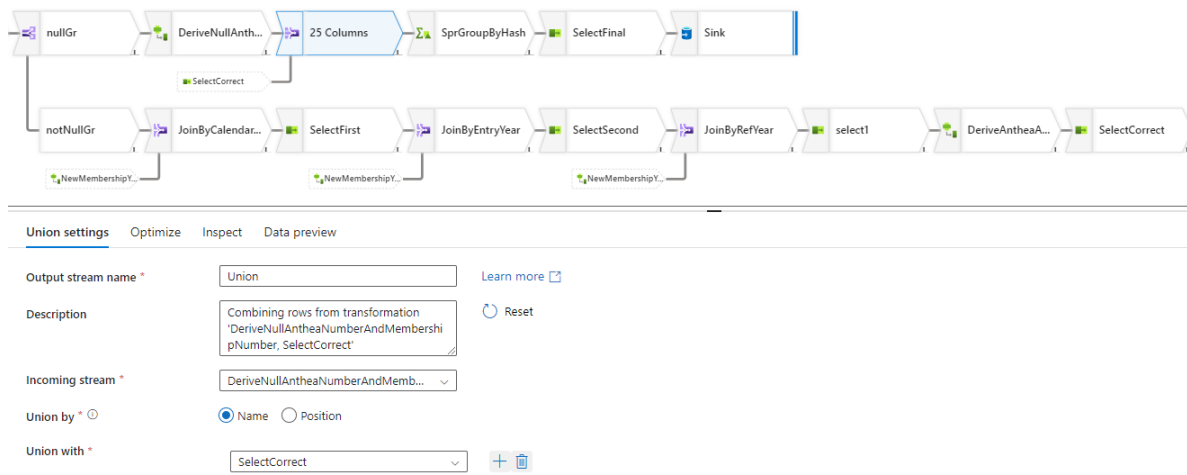 nullGr
DeriveNullAnth...
25 Columns
SprGroupByHash
SelectFinal
Sink
SelectCorrect
notNullGr
JoinByCalendar...
SelectFirst
JoinByEntryYear
SelectSecond
JoinByRefYear
select1
DeriveAntheaA...
SelectCorrect
NewMembershipY...
NewMembershipY...
NewMembershipY...
Union settings
Optimize
Inspect
Data preview
Output stream name *
Union
Learn more
Description
Combining rows from transformation
'DeriveNullAntheaNumberAndMembershi
pNumber, SelectCorrect'
Reset
Incoming stream *
DeriveNullAntheaNumberAndMemb...
Union by *
Name
Position
Union with *
SelectCorrect